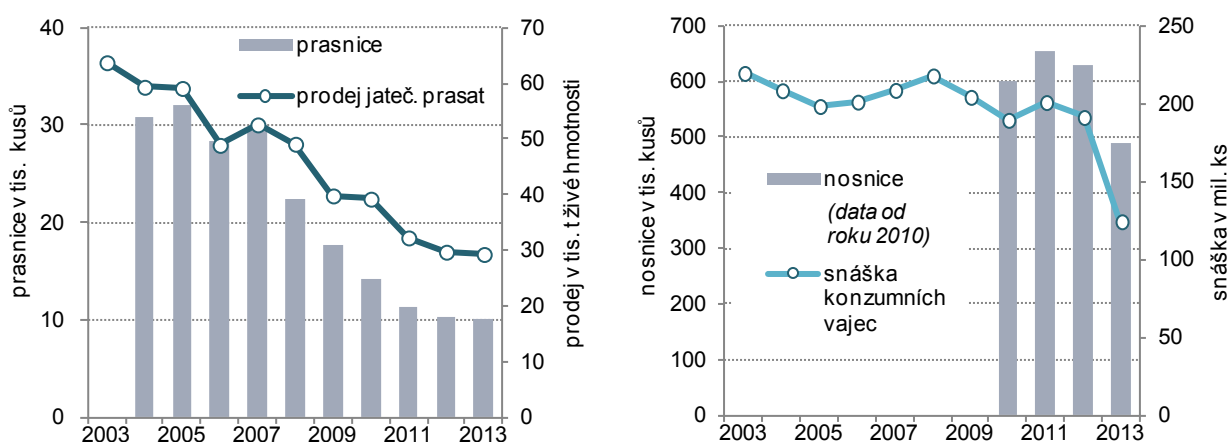 prasnice v tis. kusů
40
30
20
10
0
prasnice
prodej jateč. prasat
70
60
50
40
30
20
10
0
prodej v tis. t živé hmotnosti
2003 2005 2007 2009 2011 2013
nosnice v tis. kusů
700
600
500
400
300
200
100
0
nosnice
(data od
roku 2010)
snáška
konzumních
vajec
250
200
150
100
50
0
snáška v mil. ks
2003 2005 2007 2009 2011 2013